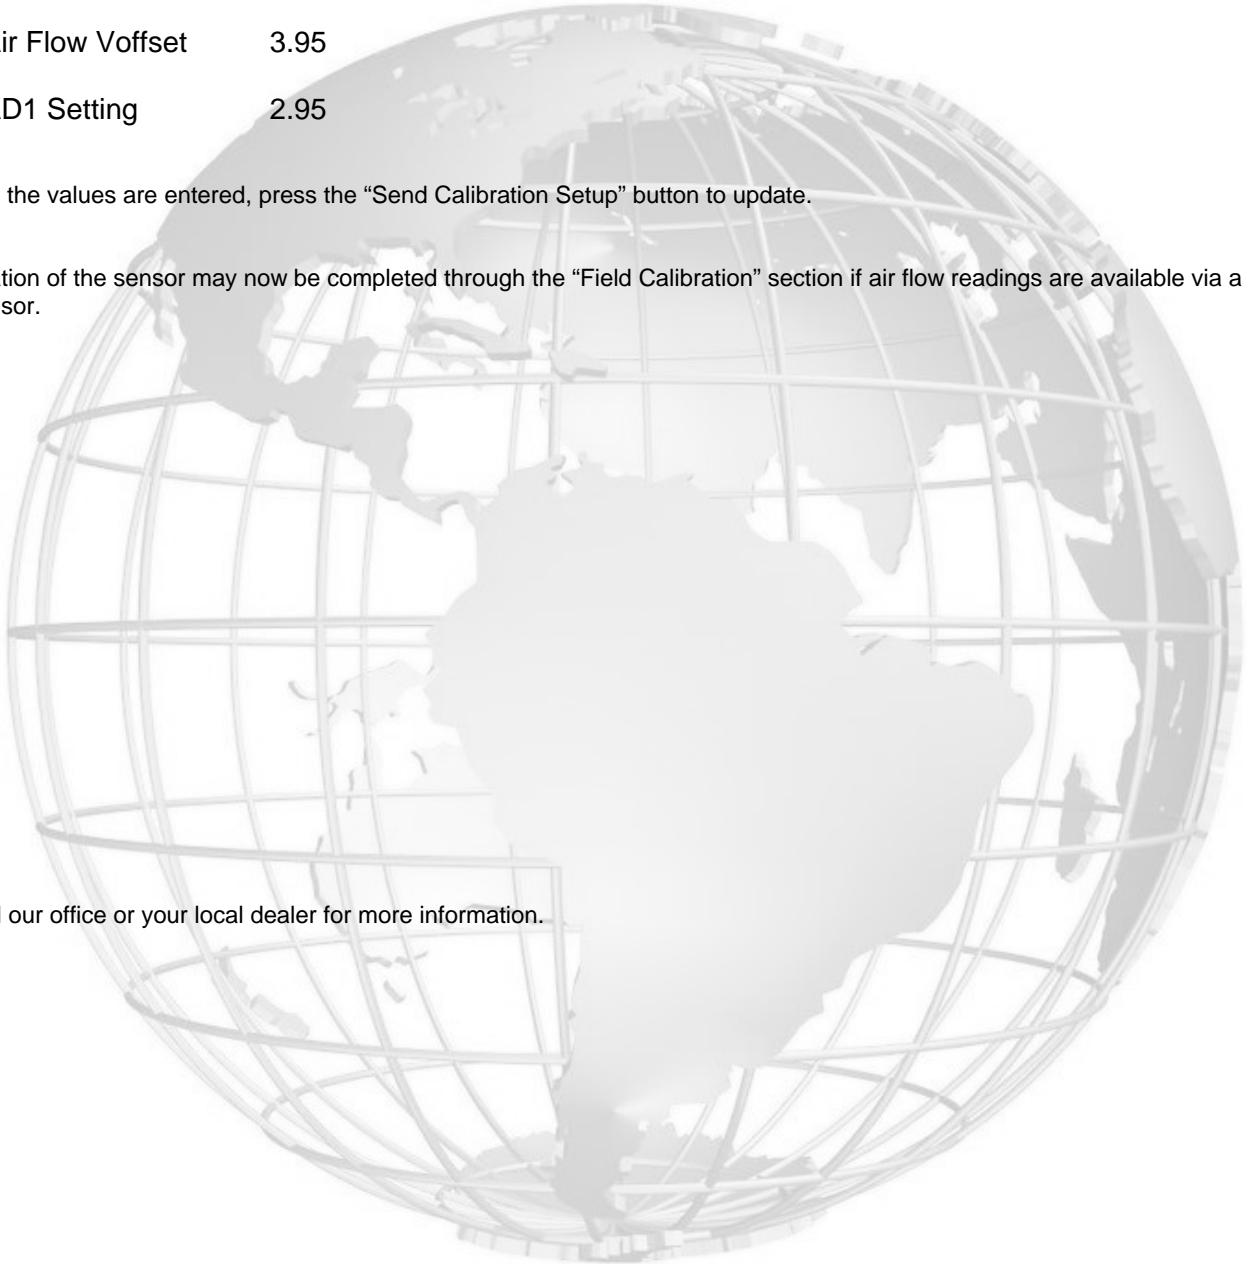 ir Flow Voffset 3.95
D1 Setting 2.95
the values are entered, press the “Send Calibration Setup” button to update.
tion of the sensor may now be completed through the “Field Calibration” section if air flow readings are available via a
sor.
our office or your local dealer for more information.